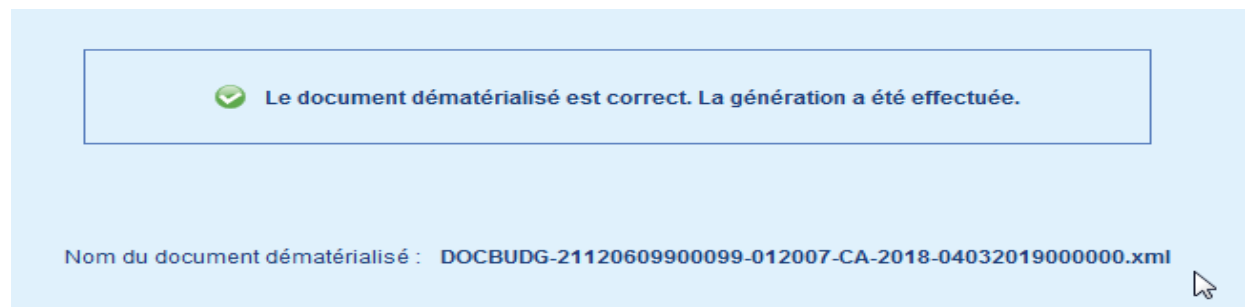 Le document dématérialisé est correct. La génération a été effectuée.
Nom du document dématérialisé : DOCBUDG-21120609900099-012007-CA-2018-04032019000000.xml